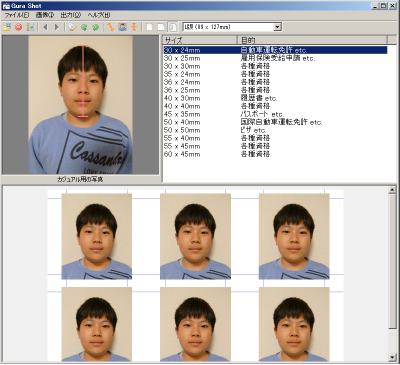 Gura Shot
ファイル(F) 画像(I) 出力(O) ヘルプ(H)
L版 (89 x 127mm)
サイズ 目的
30 x 24mm 自動車運転免許 etc.
30 x 25mm 雇用保険受給申請 etc.
30 x 30mm 各種資格
35 x 24mm 各種資格
36 x 24mm 各種資格
36 x 25mm 各種資格
40 x 30mm 履歴書 etc.
40 x 40mm 各種資格
45 x 35mm パスポート etc.
50 x 40mm 国際自動車運転免許 etc.
50 x 50mm ビザ etc.
55 x 40mm 各種資格
55 x 44mm 各種資格
60 x 45mm 各種資格
Cassande
カジュアル用の写真